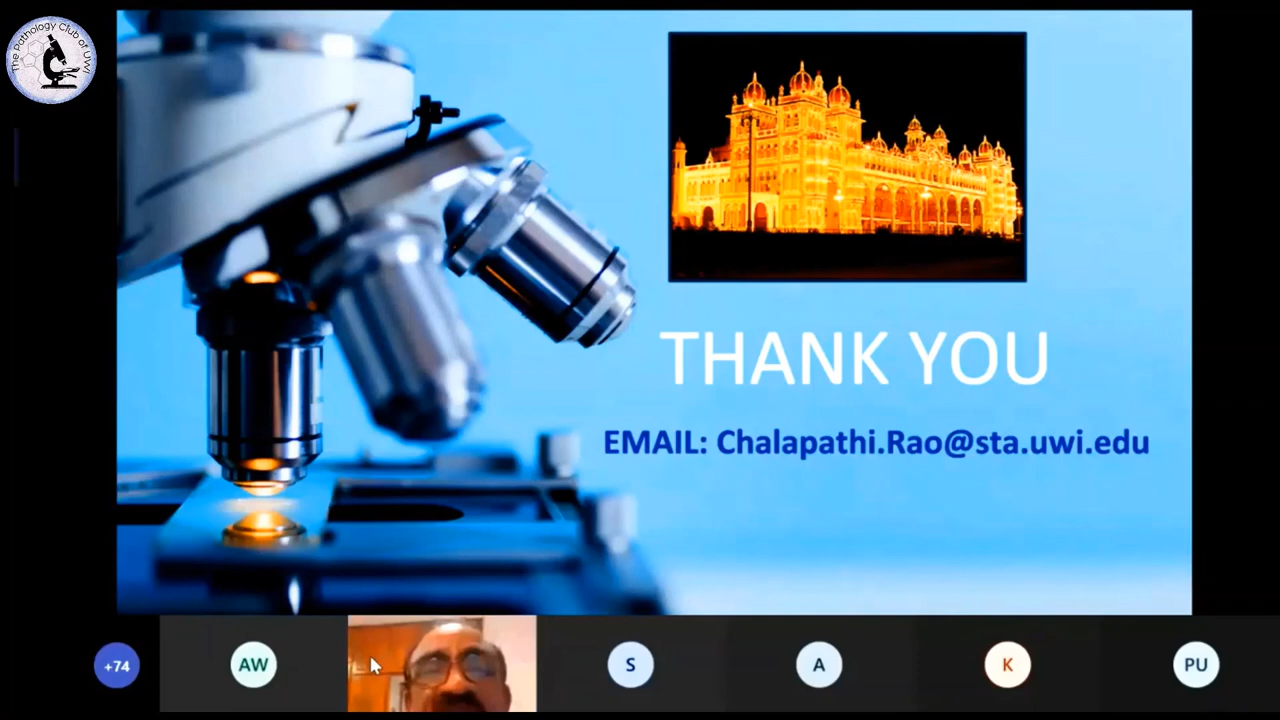 The Pathology Club of UWI
THANK YOU
EMAIL: Chalapathi.Rao@sta.uwi.edu
+74
AW
S
A
K
PU